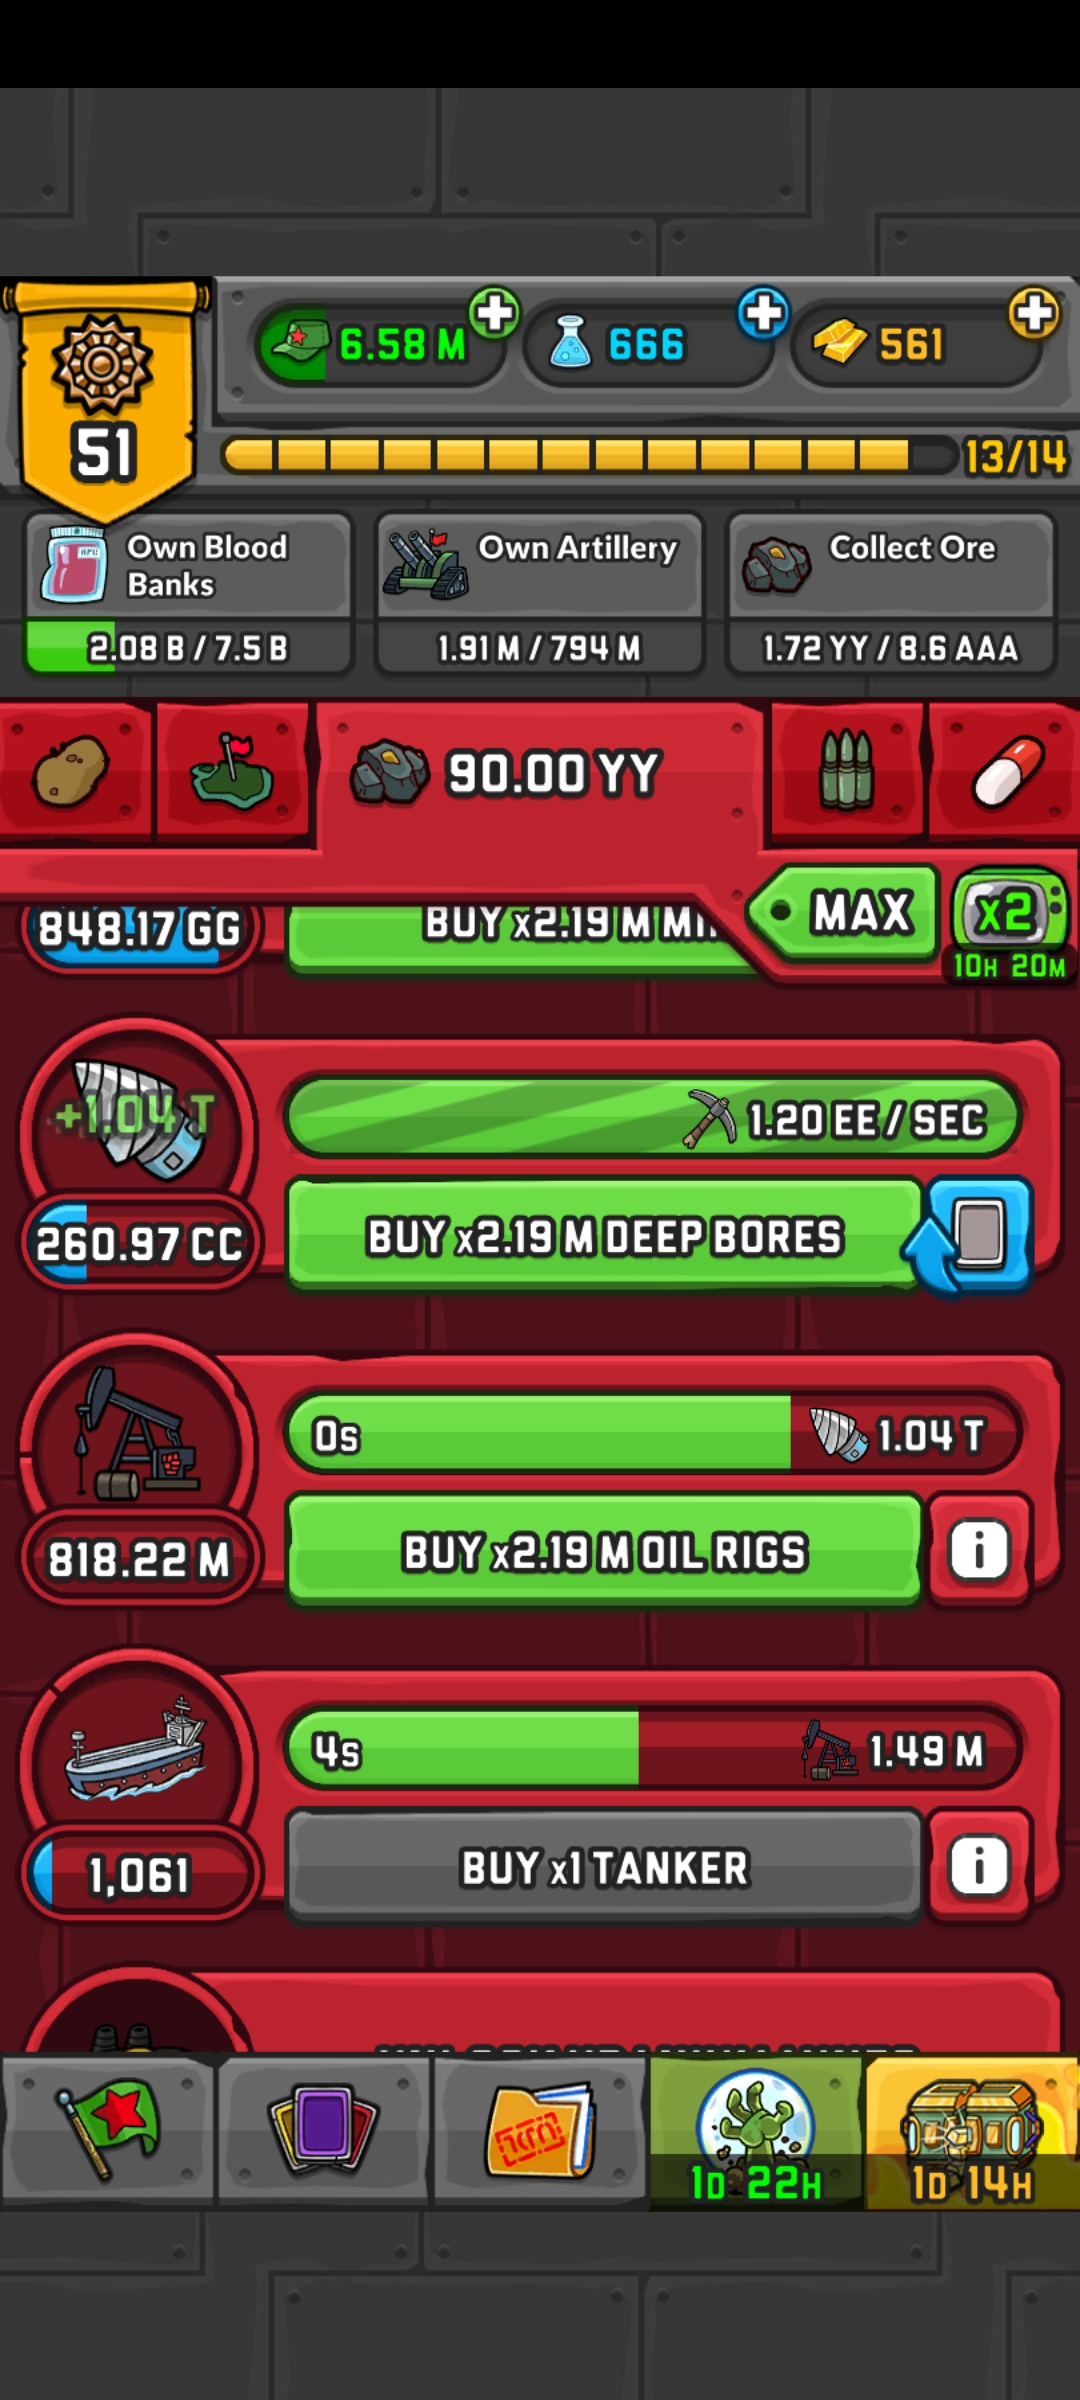 6.58 M
666
561
51
13/14
Own Blood
Banks
2.08 B / 7.5 B
Own Artillery
1.91 M / 794 M
Collect Ore
1.72 YY / 8.6 AAA
90.00 YY
MAX
x2
10H 20M
848.17 GG
BUY x2.19 M
+1.04 T
1.20 EE / SEC
260.97 CC
BUY x2.19 M DEEP BORES
0s
1.04 T
818.22 M
BUY x2.19 M OIL RIGS
i
4s
1.49 M
1,061
BUY x1 TANKER
i
1D 22H
1D 14H